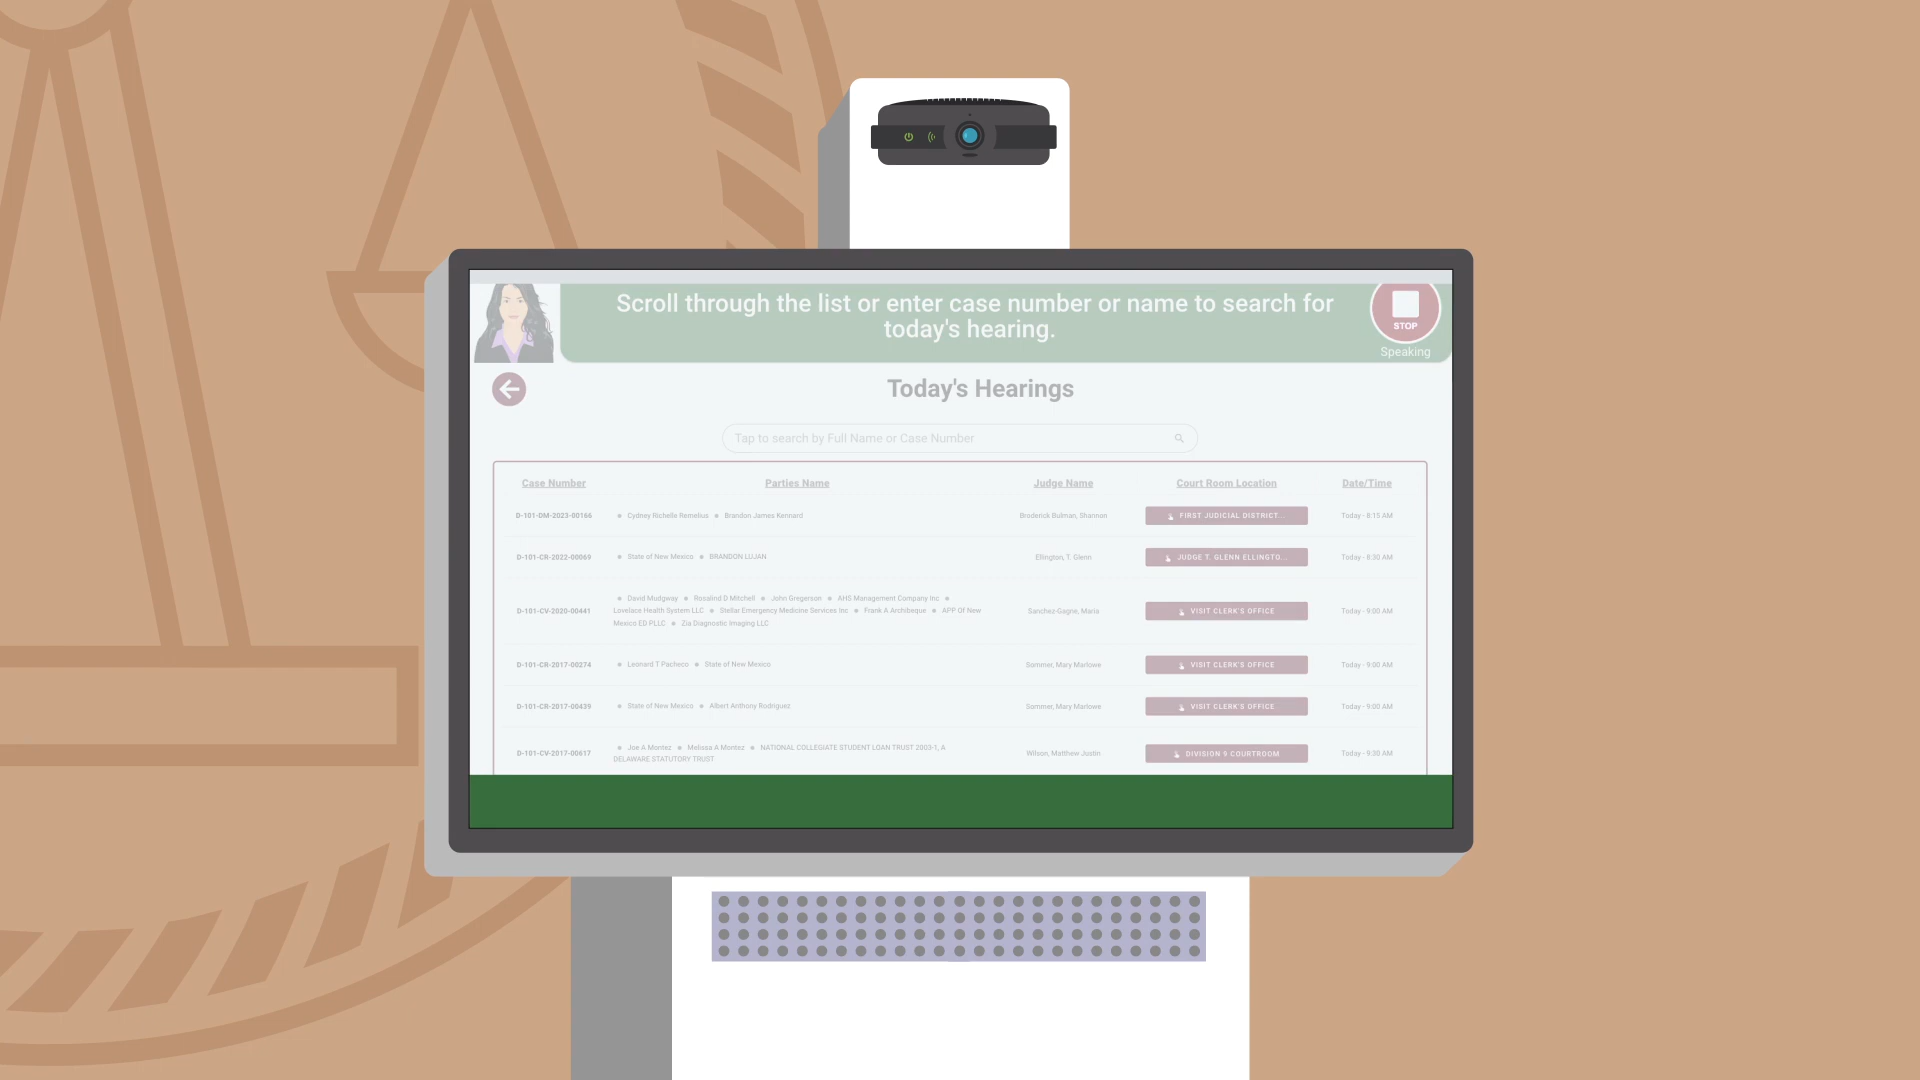 Scroll through the list or enter case number or name to search for
today's hearing.
STOP
Speaking
Today's Hearings
Tap to search by Full Name or Case Number
Case Number Parties Name Judge Name Court Room Location Date/Time
D-101-DM-2023-00166 Cydney Richelle Remelius Brandon James Kennard Broderick Bulman, Shannon FIRST JUDICIAL DISTRICT... Today - 8:15 AM
D-101-CR-2022-00069 State of New Mexico BRANDON LUJAN Ellington, T. Glenn JUDGE T. GLENN ELLINGTO... Today - 8:30 AM
David Mudgway Rosalind D Mitchell John Gregerson AHS Management Company Inc
D-101-CV-2020-00441 Lovelace Health System LLC Stellar Emergency Medicine Services Inc Frank A Archibeque APP Of New Sanchez-Gagne, Maria VISIT CLERK'S OFFICE Today - 9:00 AM
Mexico ED PLLC Zia Diagnostic Imaging LLC
D-101-CR-2017-00274 Leonard T Pacheco State of New Mexico Sommer, Mary Marlowe VISIT CLERK'S OFFICE Today - 9:00 AM
D-101-CR-2017-00439 State of New Mexico Albert Anthony Rodriguez Sommer, Mary Marlowe VISIT CLERK'S OFFICE Today - 9:00 AM
Joe A Montez Melissa A Montez NATIONAL COLLEGIATE STUDENT LOAN TRUST 2003-1, A
D-101-CV-2017-00617 Wilson, Matthew Justin DIVISION 9 COURTROOM Today - 9:30 AM
DELAWARE STATUTORY TRUST